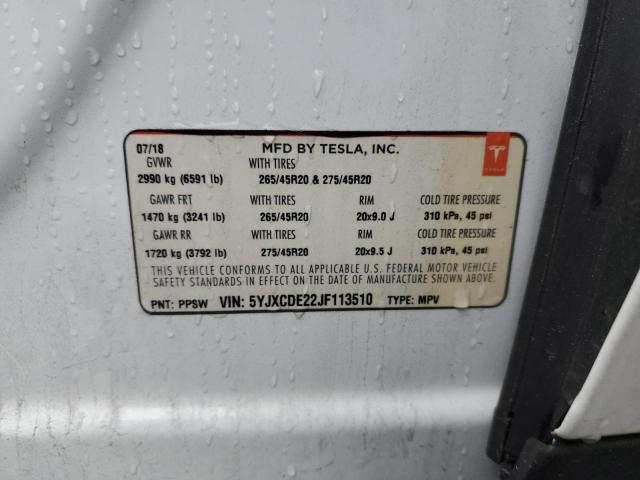 07/18 MFD BY TESLA, INC.
GVWR WITH TIRES
2990 kg (6591 lb) 265/45R20 & 275/45R20
GAWR FRT WITH TIRES RIM COLD TIRE PRESSURE
1470 kg (3241 lb) 265/45R20 20x9.0 J 310 kPa, 45 psi
GAWR RR WITH TIRES RIM COLD TIRE PRESSURE
1720 kg (3792 lb) 275/45R20 20x9.5 J 310 kPa, 45 psi
THIS VEHICLE CONFORMS TO ALL APPLICABLE U.S. FEDERAL MOTOR VEHICLE
SAFETY STANDARDS IN EFFECT ON THE DATE OF MANUFACTURE SHOWN ABOVE.
PNT: PPSW VIN: 5YJXCDE22JF113510 TYPE: MPV